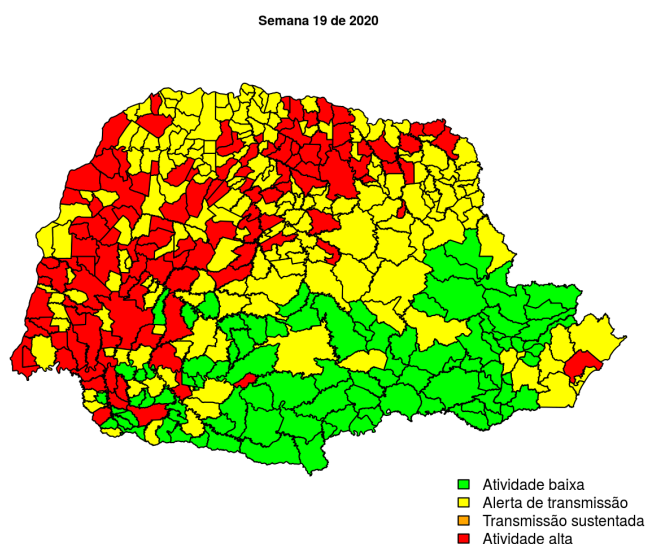 Semana 19 de 2020
Atividade baixa
Alerta de transmissão
Transmissão sustentada
Atividade alta